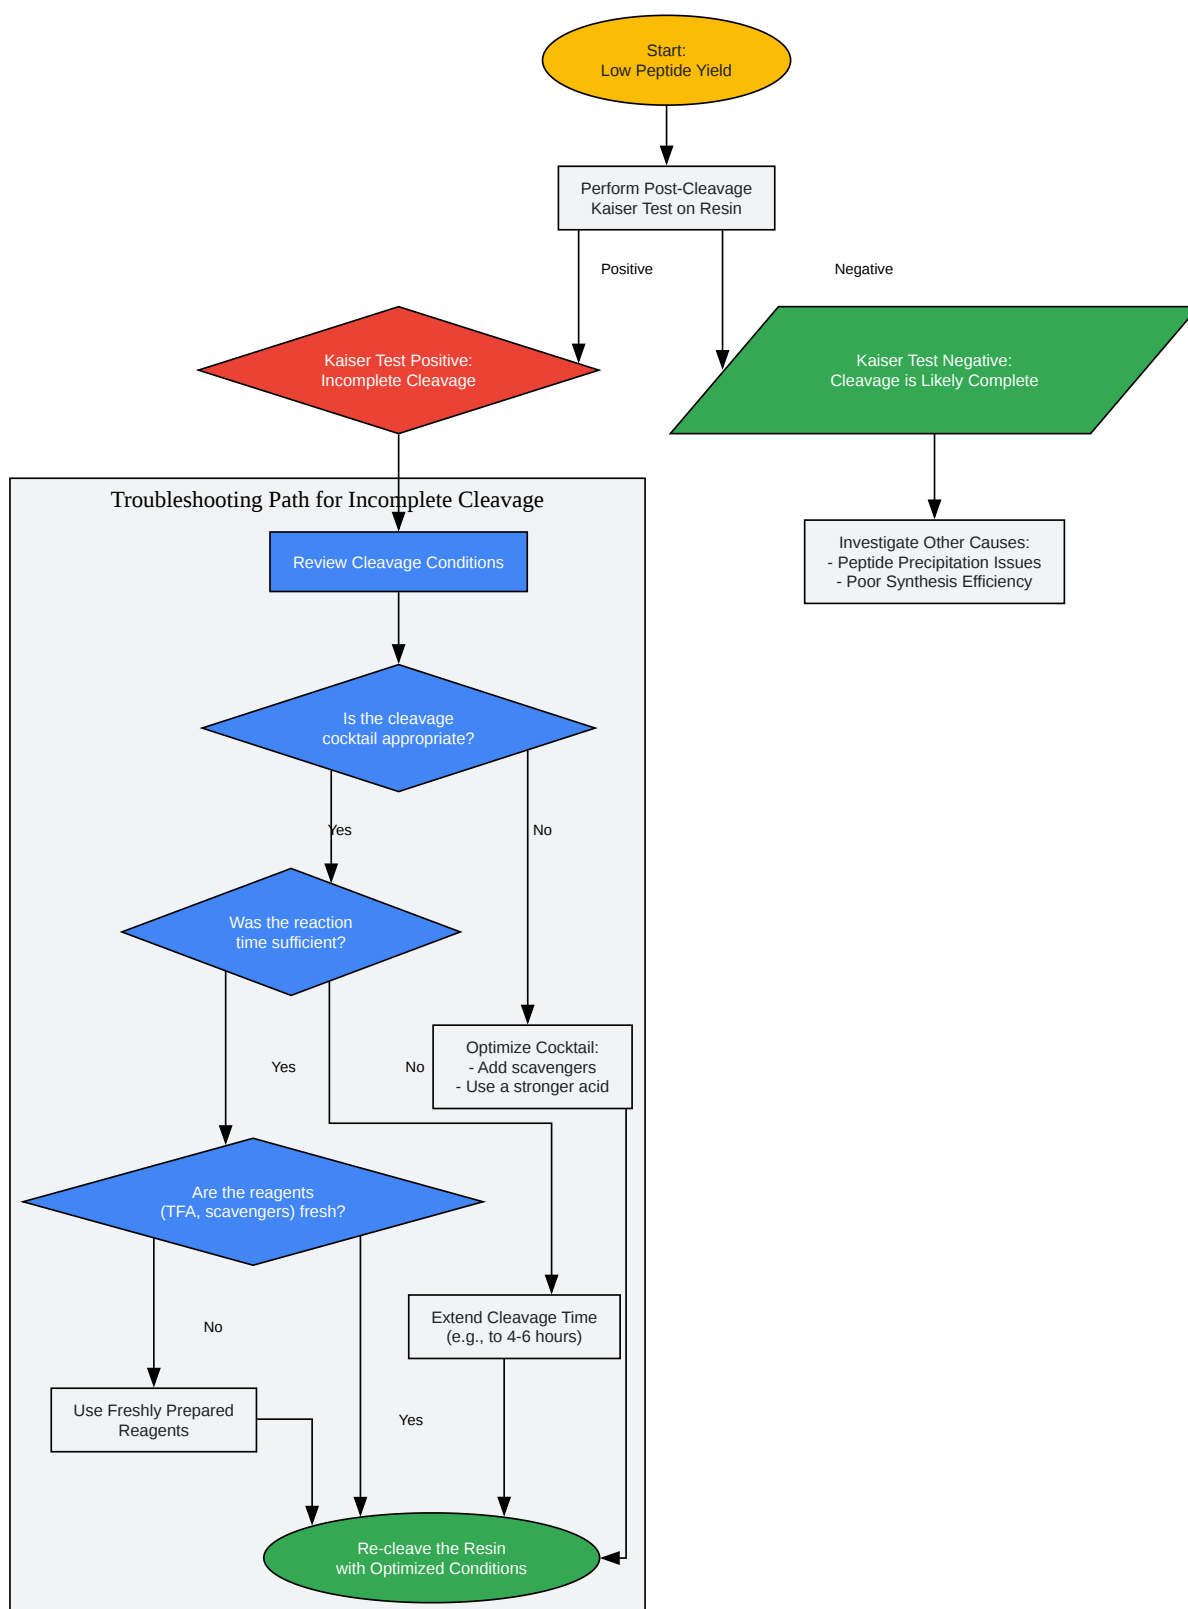 Start:
Low Peptide Yield
Perform Post-Cleavage
Kaiser Test on Resin
Positive
Negative
Kaiser Test Positive:
Incomplete Cleavage
Kaiser Test Negative:
Cleavage is Likely Complete
Troubleshooting Path for Incomplete Cleavage
Review Cleavage Conditions
Investigate Other Causes:
- Peptide Precipitation Issues
- Poor Synthesis Efficiency
Is the cleavage
cocktail appropriate?
Yes
No
Was the reaction
time sufficient?
Optimize Cocktail:
- Add scavengers
- Use a stronger acid
Yes
No
Are the reagents
(TFA, scavengers) fresh?
No
Extend Cleavage Time
(e.g., to 4-6 hours)
Use Freshly Prepared
Reagents
Yes
Re-cleave the Resin
with Optimized Conditions